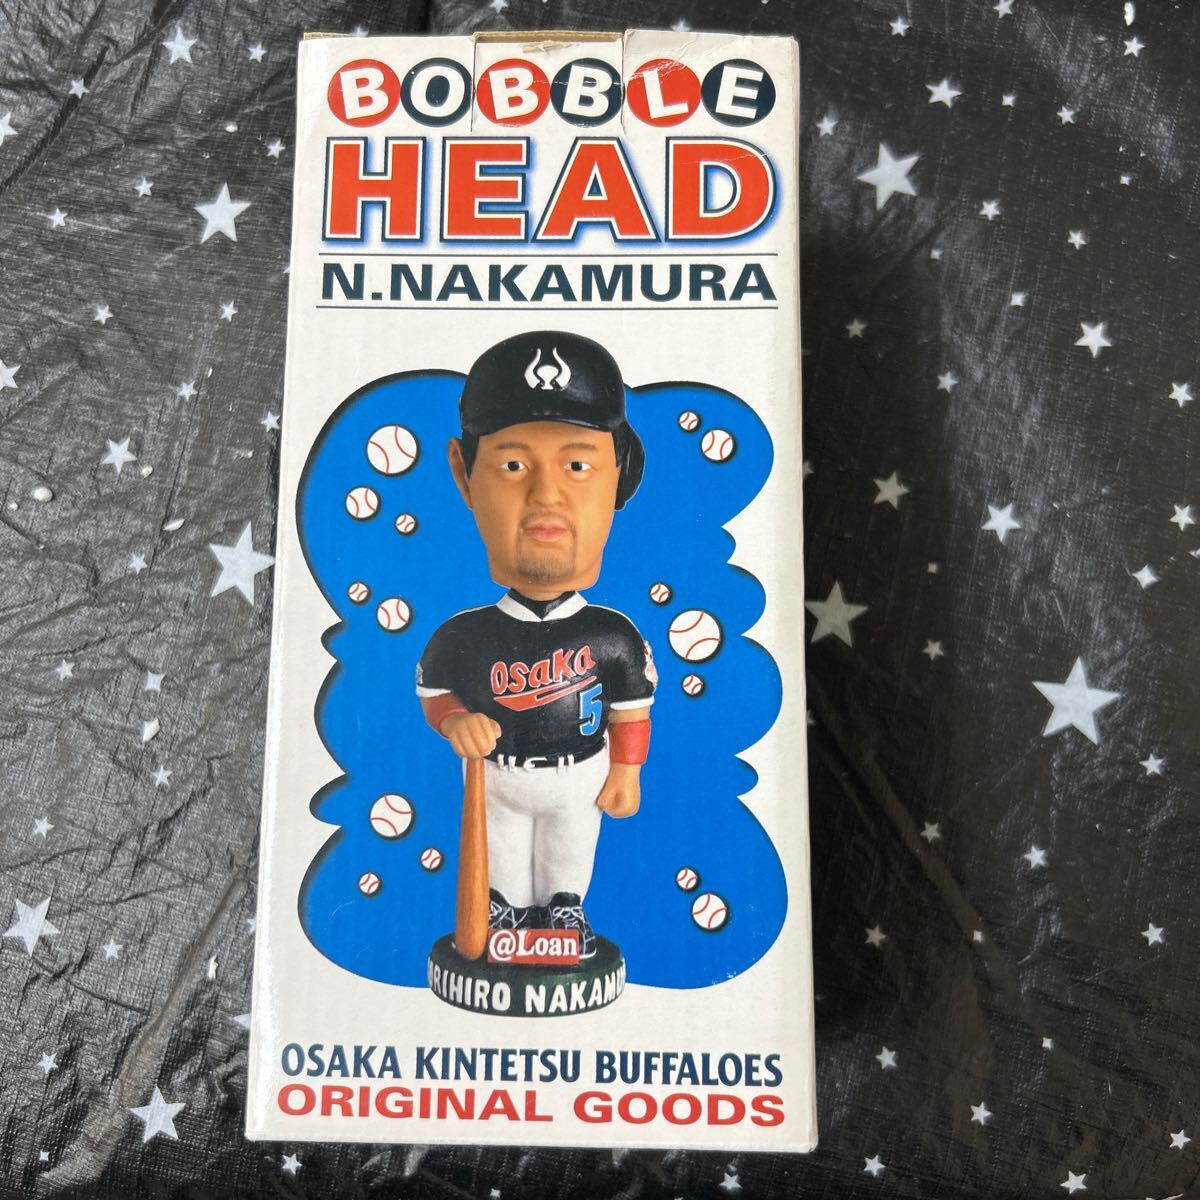 BOBBLE
HEAD
N.NAKAMURA
Osaka
5
@Loan
RIHIRO NAKAMU
OSAKA KINTETSU BUFFALOES
ORIGINAL GOODS